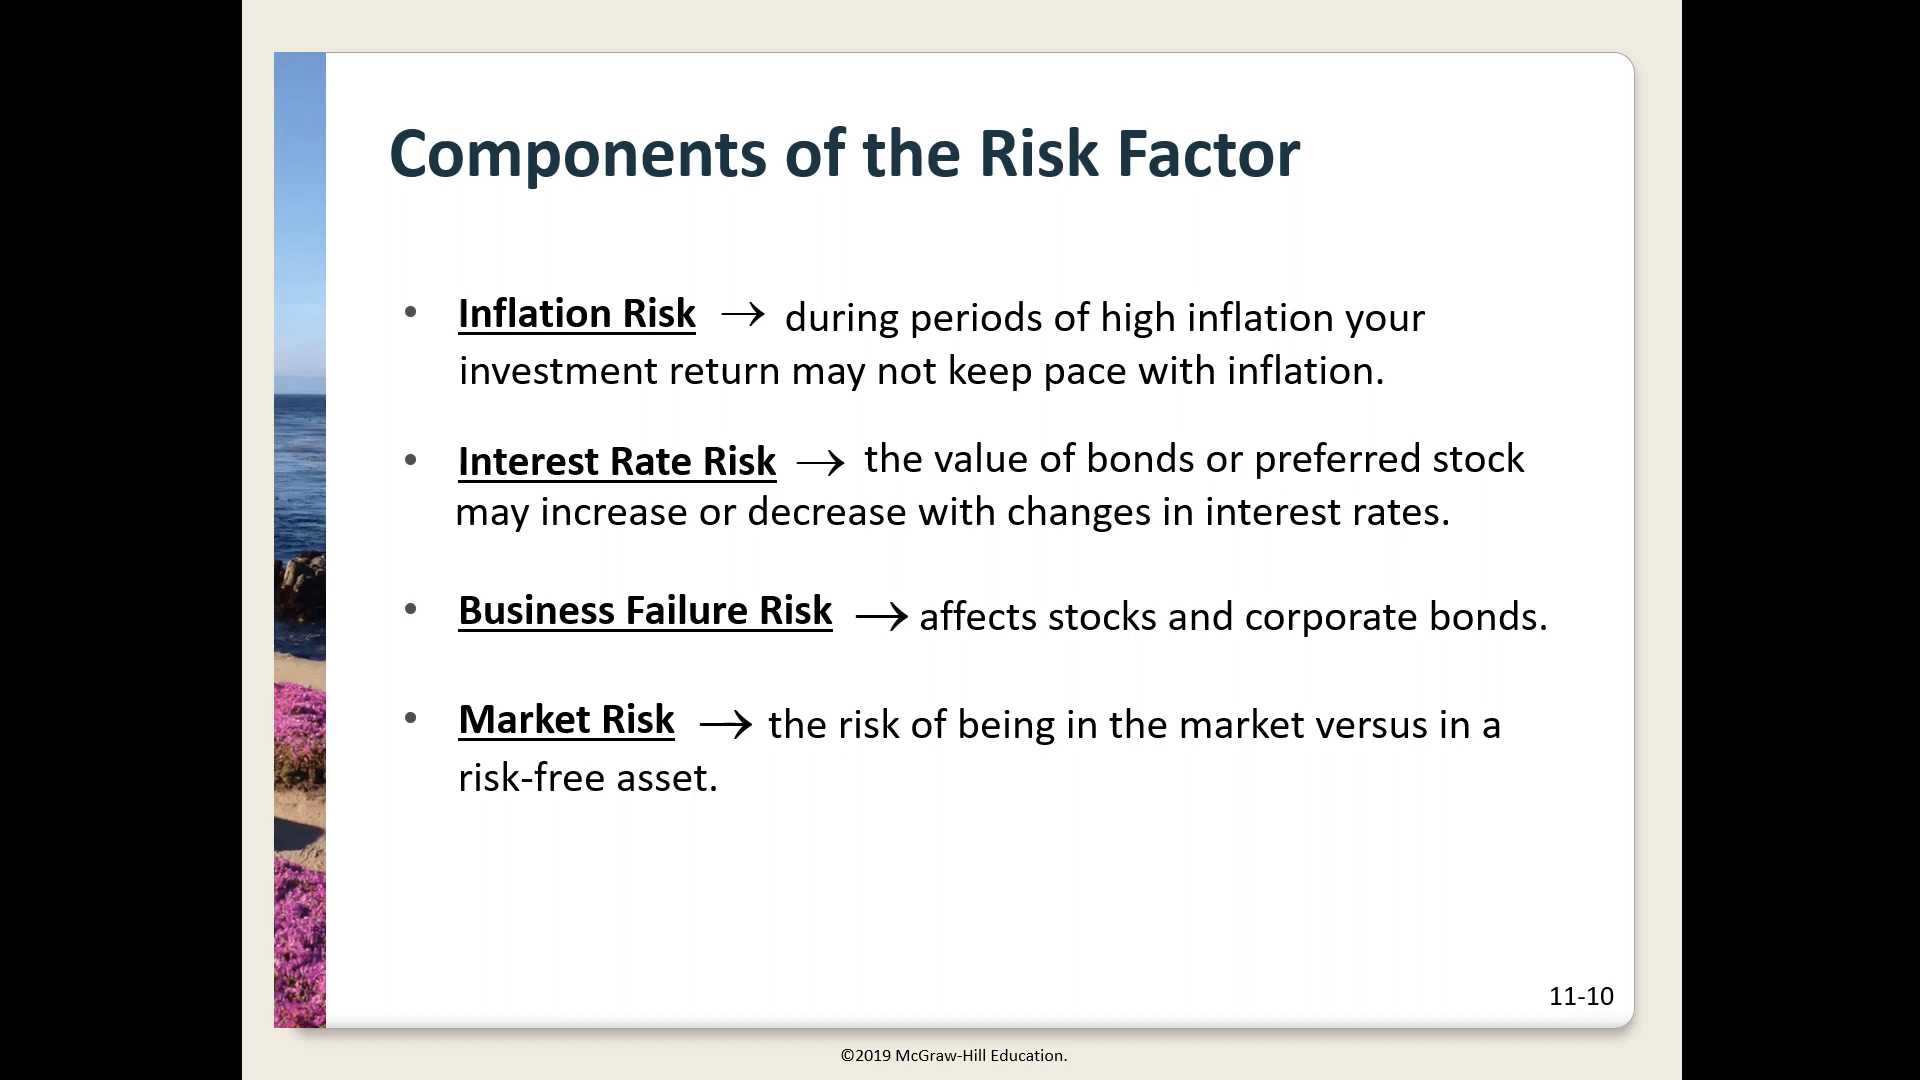 Components of the Risk Factor
• Inflation Risk → during periods of high inflation your
investment return may not keep pace with inflation.
• Interest Rate Risk → the value of bonds or preferred stock
may increase or decrease with changes in interest rates.
• Business Failure Risk → affects stocks and corporate bonds.
• Market Risk → the risk of being in the market versus in a
risk-free asset.
11-10
©2019 McGraw-Hill Education.